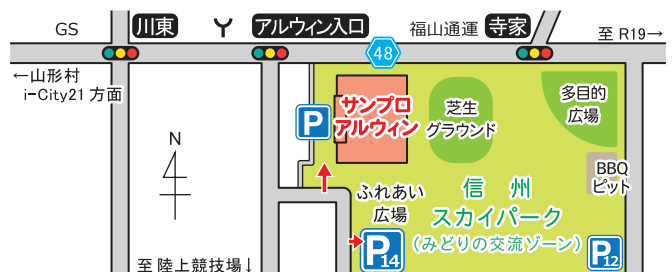 GS
川東
アルウィン入口
福山通運
寺家
至 R19→
48
←山形村
i-City21 方面
サンプロ
アルウィン
P
芝生
グラウンド
多目的
広場
N
BBQ
ピット
ふれあい
広場
信州
スカイパーク
（みどりの交流ゾーン）
P14
P12
至 陸上競技場↓